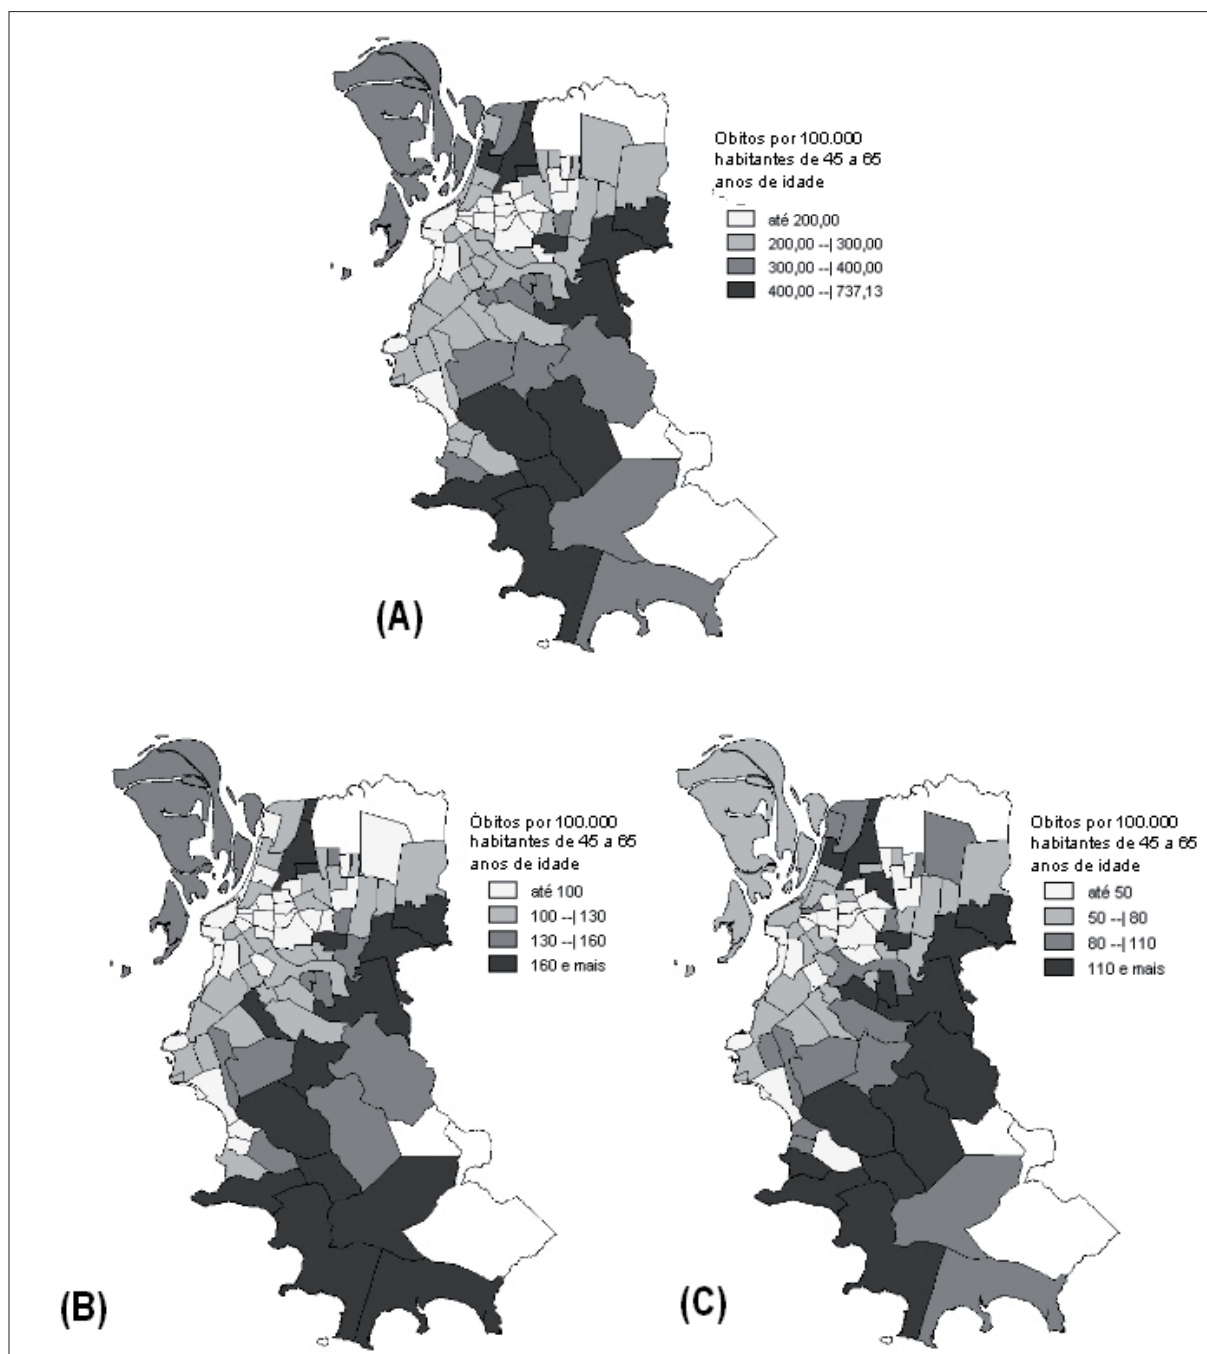 Obitos por 100.000
habitantes de 45 a 65
anos de idade
até 200,00
200,00 --| 300,00
300,00 --| 400,00
400,00 --| 737,13
(A)
Óbitos por 100.000
habitantes de 45 a 65
anos de idade
até 100
100 --| 130
130 --| 160
160 e mais
(B)
Obitos por 100.000
habitantes de 45 a 65
anos de idade
até 50
50 --| 80
80 --| 110
110 e mais
(C)